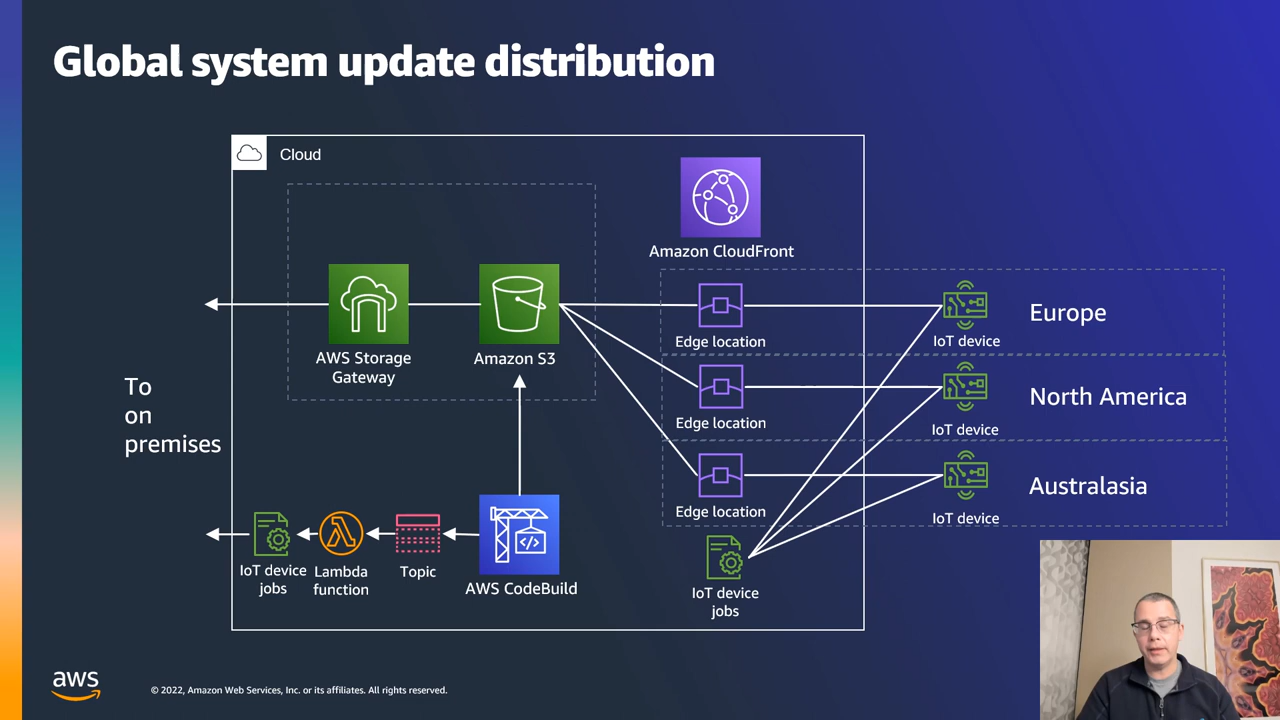 Global system update distribution
Cloud
Amazon CloudFront
AWS Storage
Gateway
Amazon S3
Edge location
IoT device
Europe
Edge location
IoT device
North America
Edge location
IoT device
Australasia
To
on
premises
IoT device
jobs
Lambda
function
Topic
AWS CodeBuild
IoT device
jobs
aws
© 2022, Amazon Web Services, Inc. or its affiliates. All rights reserved.